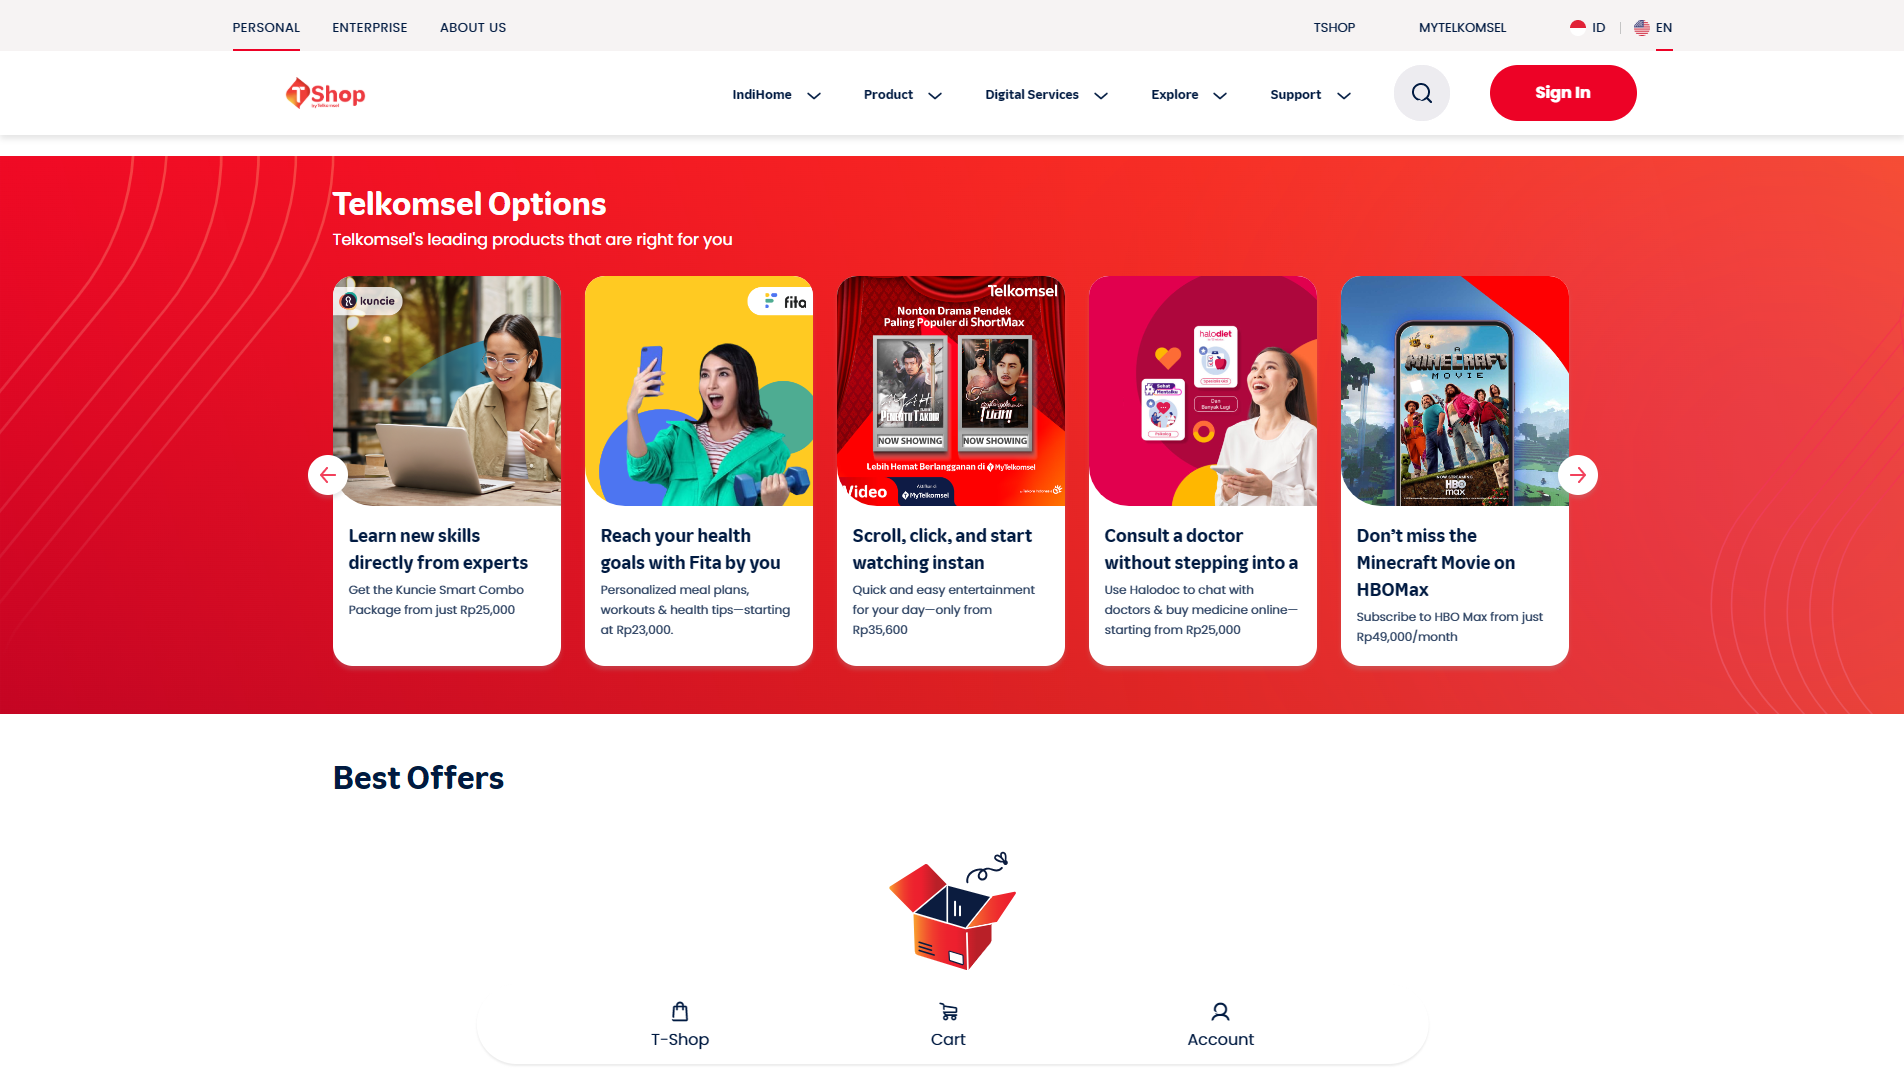 PERSONAL
ENTERPRISE
ABOUT US
TSHOP
MYTELKOMSEL
ID
EN
TShop
IndiHome
Product
Digital Services
Explore
Support
Sign In
Telkomsel Options
Telkomsel's leading products that are right for you
kuncie
Learn new skills
directly from experts
Get the Kuncie Smart Combo
Package from just Rp25,000
fita
Reach your health
goals with Fita by you
Personalized meal plans,
workouts & health tips—starting
at Rp23,000.
Telkomsel
Nonton Drama Pendek
Paling Populer di ShortMax
NOW SHOWING
NOW SHOWING
Lebih Hemat Berlangganan di MyTelkomsel
Video
MyTelkomsel
Scroll, click, and start
watching instan
Quick and easy entertainment
for your day—only from
Rp35,600
halodiet
Sobat
Dan
Banyak Lagi
Consult a doctor
without stepping into a
Use Halodoc to chat with
doctors & buy medicine online—
starting from Rp25,000
A
MINECRAFT
MOVIE
NOW STREAMING
HBO
max
Don't miss the
Minecraft Movie on
HBOMax
Subscribe to HBO Max from just
Rp49,000/month
Best Offers
T-Shop
Cart
Account